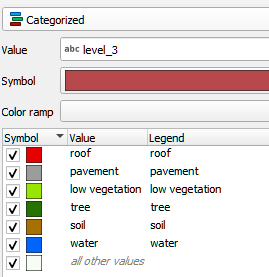 Categorized
Value abc level_3
Symbol
Color ramp
Symbol Value Legend
roof roof
pavement pavement
low vegetation low vegetation
tree tree
soil soil
water water
all other values